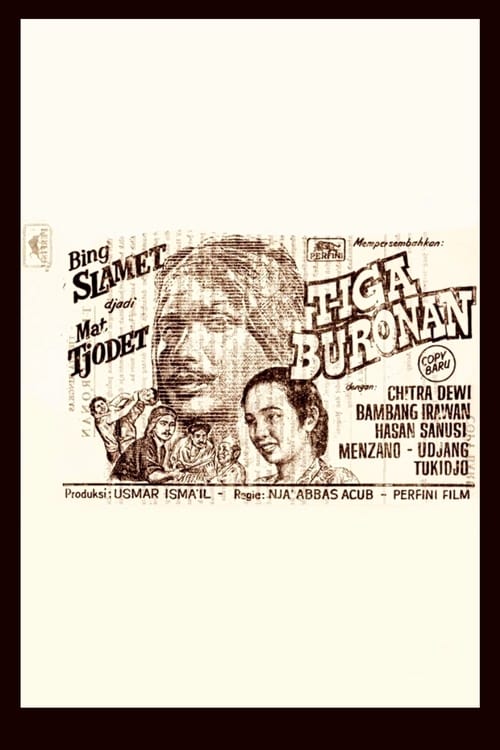 Bing
SLAMET
djadi
Mat
TJODET
PERFINI
Mempersembahkan:
TIGA
BURONAN
COPY
BARU
dengan:
CHITRA DEWI
BAMBANG IRAWAN
HASAN SANUSI
MENZANO - UDJANG
TUKIDJO
Produksi: USMAR ISMA'IL - Regie: NJA' ABBAS ACUB - PERFINI FILM